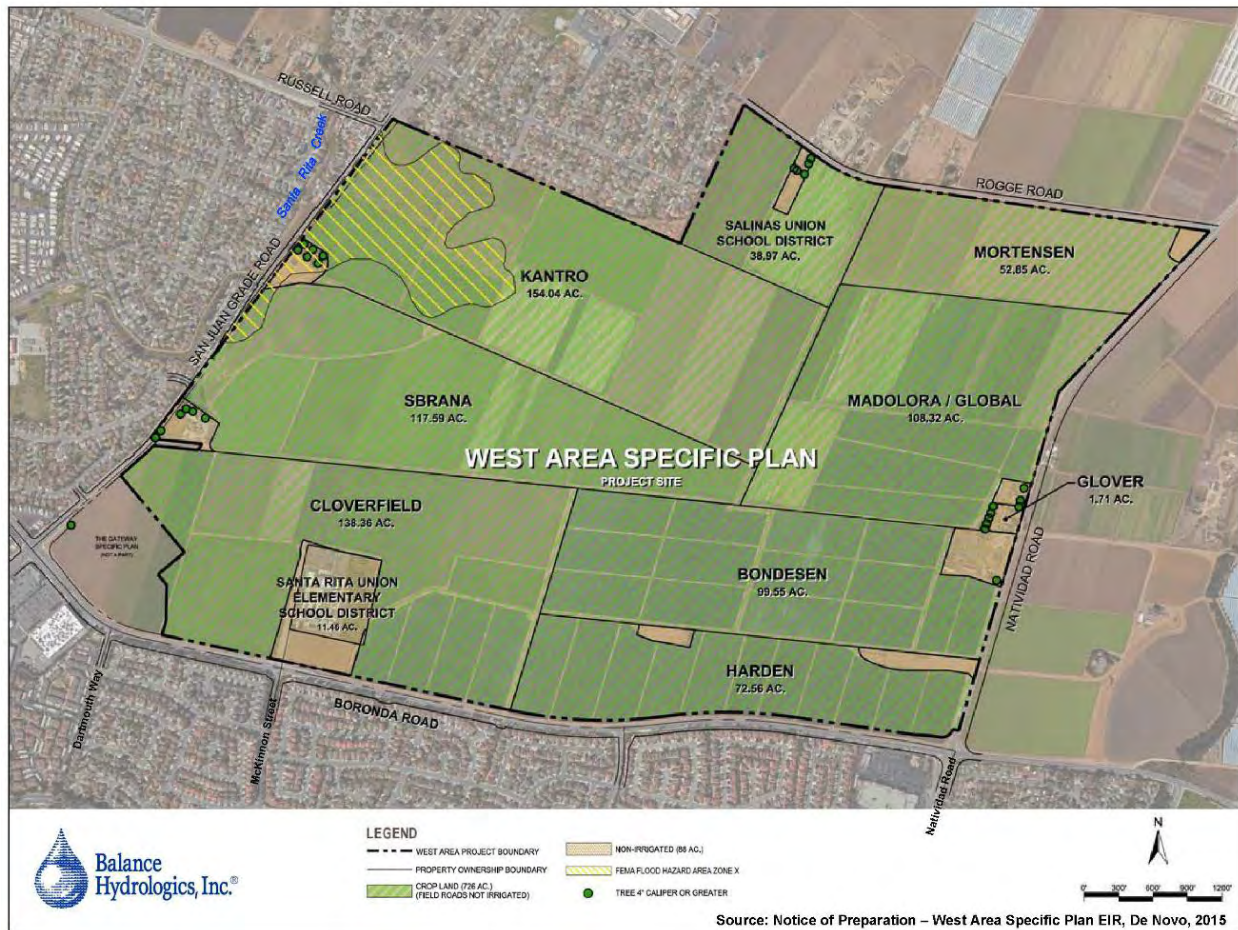 RUSSELL ROAD
Santa Rita Creek
SAN JUAN GRADE ROAD
ROGGE ROAD
SALINAS UNION
SCHOOL DISTRICT
38.97 AC.
MORTENSEN
52.85 AC.
KANTRO
154.04 AC.
SBRANA
117.59 AC.
MADOLORA / GLOBAL
108.32 AC.
WEST AREA SPECIFIC PLAN
PROJECT SITE
GLOVER
1.71 AC.
CLOVERFIELD
138.36 AC.
THE GATEWAY
SPECIFIC PLAN
(NOT A PART)
SANTA RITA UNION
ELEMENTARY
SCHOOL DISTRICT
11.46 AC.
BONDESEN
99.55 AC.
NATIVIDAD ROAD
HARDEN
72.56 AC.
BORONDA ROAD
Dartmouth Way
McKinnon Street
Natividad Road
Balance
Hydrologics, Inc.®
LEGEND
WEST AREA PROJECT BOUNDARY
PROPERTY OWNERSHIP BOUNDARY
CROP LAND (726 AC.)
(FIELD ROADS NOT IRRIGATED)
NON-IRRIGATED (88 AC.)
FEMA FLOOD HAZARD AREA ZONE X
TREE 4" CALIPER OR GREATER
N
0' 300' 600' 900' 1200'
Source: Notice of Preparation – West Area Specific Plan EIR, De Novo, 2015